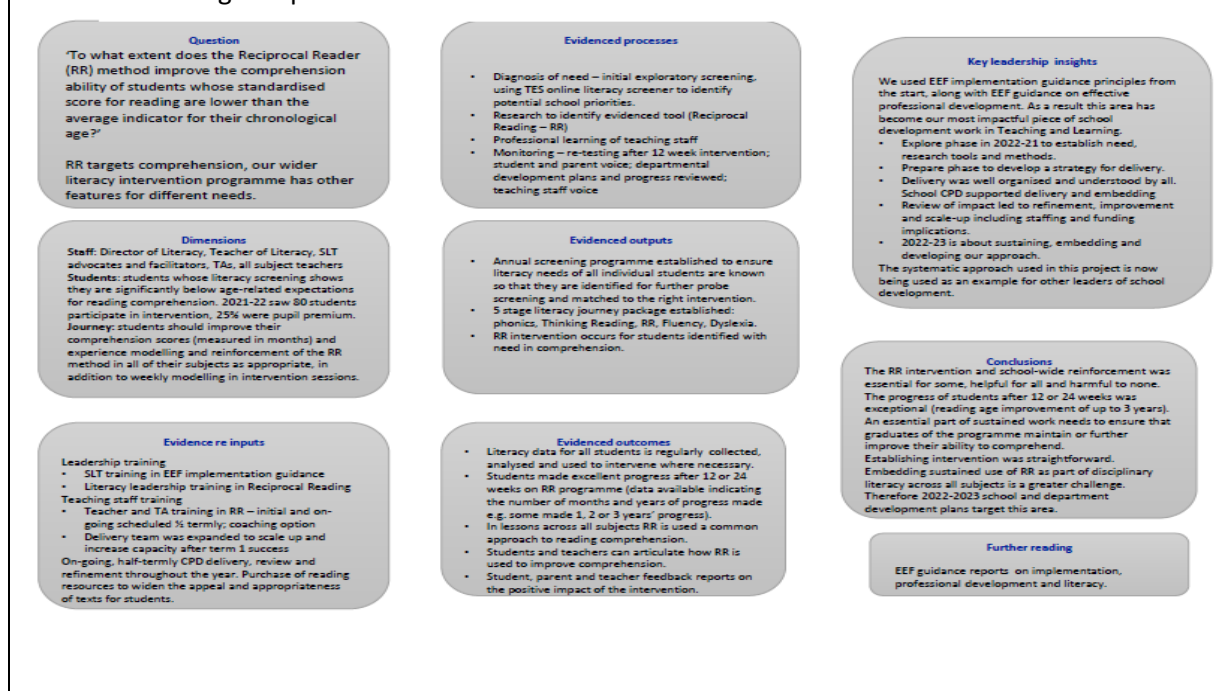 Question
'To what extent does the Reciprocal Reader
(RR) method improve the comprehension
ability of students whose standardised
score for reading are lower than the
average indicator for their chronological
age?'
RR targets comprehension, our wider
literacy intervention programme has other
features for different needs.
Dimensions
Staff: Director of Literacy, Teacher of Literacy, SLT
advocates and facilitators, TAs, all subject teachers
Students: students whose literacy screening shows
they are significantly below age-related expectations
for reading comprehension. 2021-22 saw 80 students
participate in intervention, 25% were pupil premium.
Journey: students should improve their
comprehension scores (measured in months) and
experience modelling and reinforcement of the RR
method in all of their subjects as appropriate, in
addition to weekly modelling in intervention sessions.
Evidence re inputs
Leadership training
• SLT training in EEF implementation guidance
• Literacy leadership training in Reciprocal Reading
Teaching staff training
• Teacher and TA training in RR – initial and on-
going scheduled ½ termly; coaching option
• Delivery team was expanded to scale up and
increase capacity after term 1 success
On-going, half-termly CPD delivery, review and
refinement throughout the year. Purchase of reading
resources to widen the appeal and appropriateness
of texts for students.
Evidenced processes
• Diagnosis of need – initial exploratory screening,
using TES online literacy screener to identify
potential school priorities.
• Research to identify evidenced tool (Reciprocal
Reading – RR)
• Professional learning of teaching staff
• Monitoring – re-testing after 12 week intervention;
student and parent voice; departmental
development plans and progress reviewed;
teaching staff voice
Evidenced outputs
• Annual screening programme established to ensure
literacy needs of all individual students are known
so that they are identified for further probe
screening and matched to the right intervention.
• 5 stage literacy journey package established:
phonics, Thinking Reading, RR, Fluency, Dyslexia.
• RR intervention occurs for students identified with
need in comprehension.
Evidenced outcomes
• Literacy data for all students is regularly collected,
analysed and used to intervene where necessary.
• Students made excellent progress after 12 or 24
weeks on RR programme (data available indicating
the number of months and years of progress made
e.g. some made 1, 2 or 3 years' progress).
• In lessons across all subjects RR is used a common
approach to reading comprehension.
• Students and teachers can articulate how RR is
used to improve comprehension.
• Student, parent and teacher feedback reports on
the positive impact of the intervention.
Key leadership insights
We used EEF implementation guidance principles from
the start, along with EEF guidance on effective
professional development. As a result this area has
become our most impactful piece of school
development work in Teaching and Learning.
• Explore phase in 2022-21 to establish need,
research tools and methods.
• Prepare phase to develop a strategy for delivery.
• Delivery was well organised and understood by all.
School CPD supported delivery and embedding
• Review of impact led to refinement, improvement
and scale-up including staffing and funding
implications.
• 2022-23 is about sustaining, embedding and
developing our approach.
The systematic approach used in this project is now
being used as an example for other leaders of school
development.
Conclusions
The RR intervention and school-wide reinforcement was
essential for some, helpful for all and harmful to none.
The progress of students after 12 or 24 weeks was
exceptional (reading age improvement of up to 3 years).
An essential part of sustained work needs to ensure that
graduates of the programme maintain or further
improve their ability to comprehend.
Establishing intervention was straightforward.
Embedding sustained use of RR as part of disciplinary
literacy across all subjects is a greater challenge.
Therefore 2022-2023 school and department
development plans target this area.
Further reading
EEF guidance reports on implementation,
professional development and literacy.